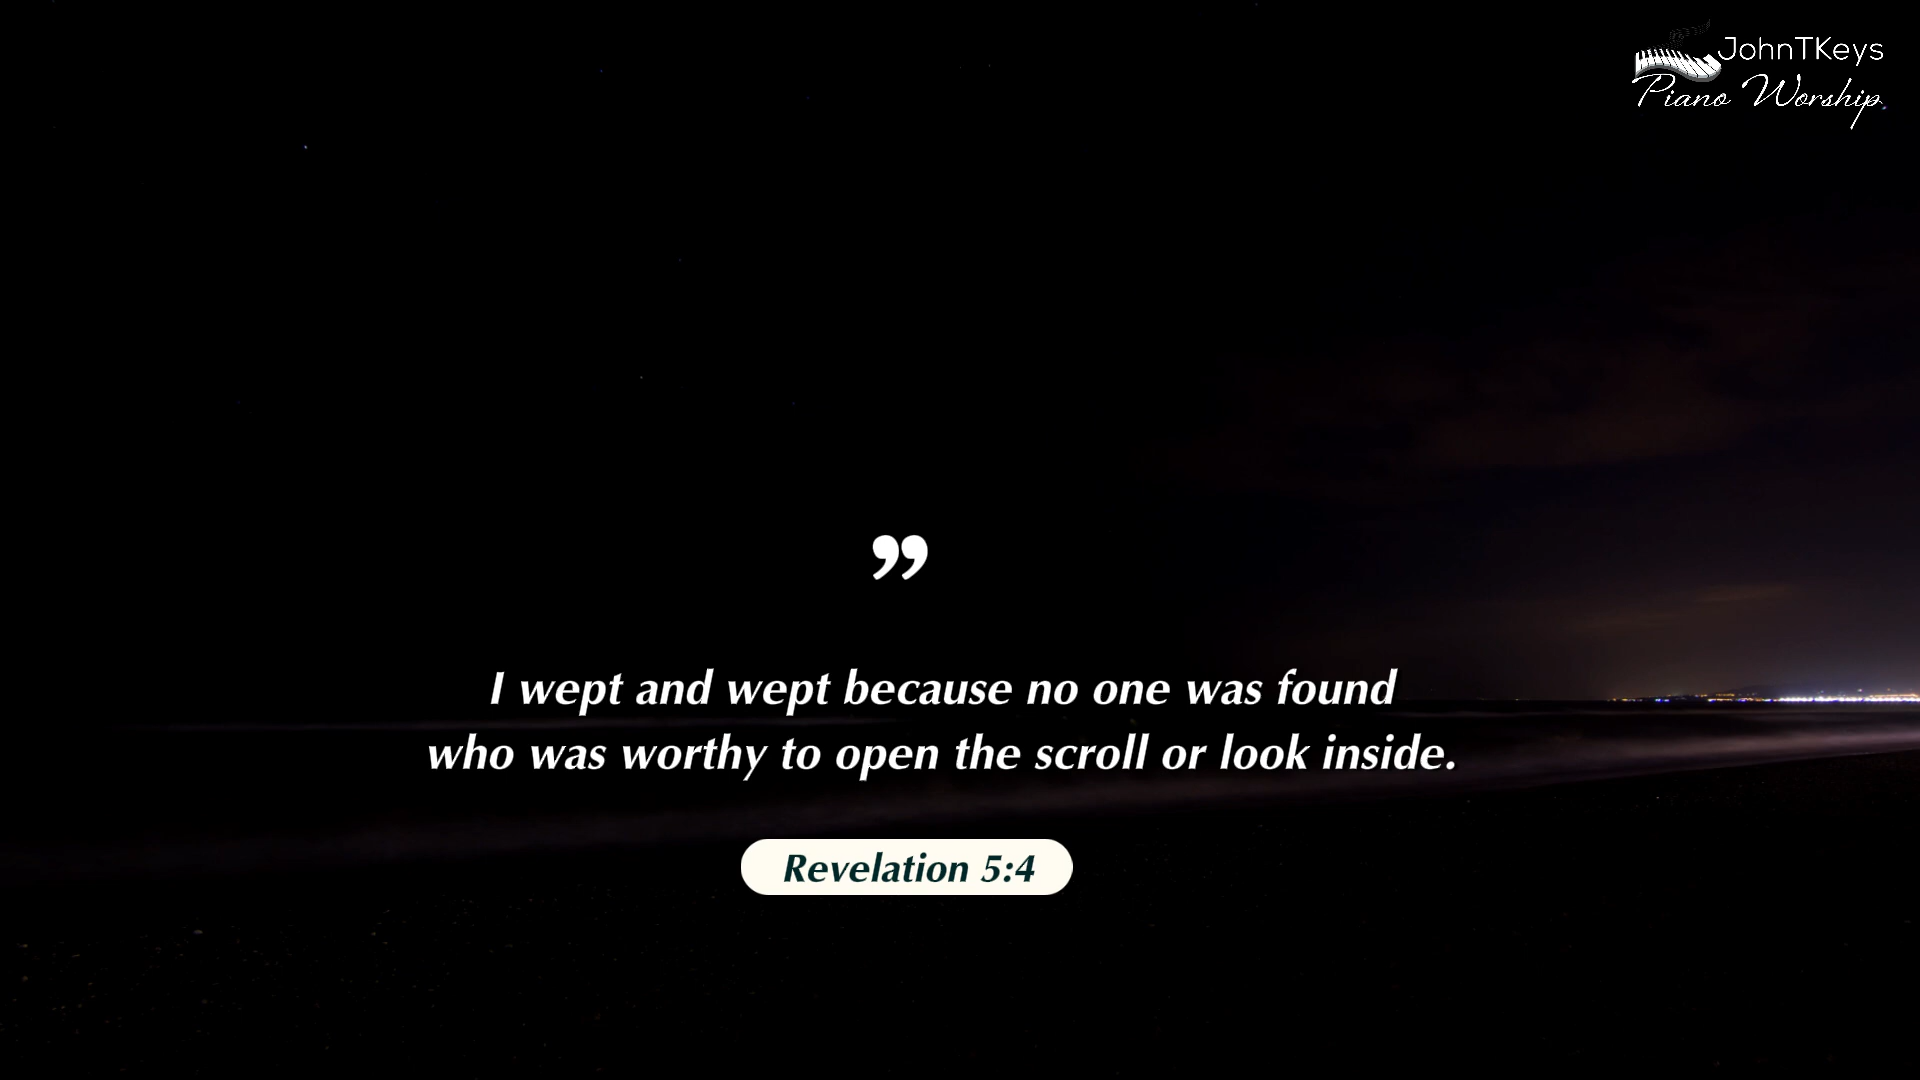 JohnTKeys
Piano Worship
”
I wept and wept because no one was found
who was worthy to open the scroll or look inside.
Revelation 5:4